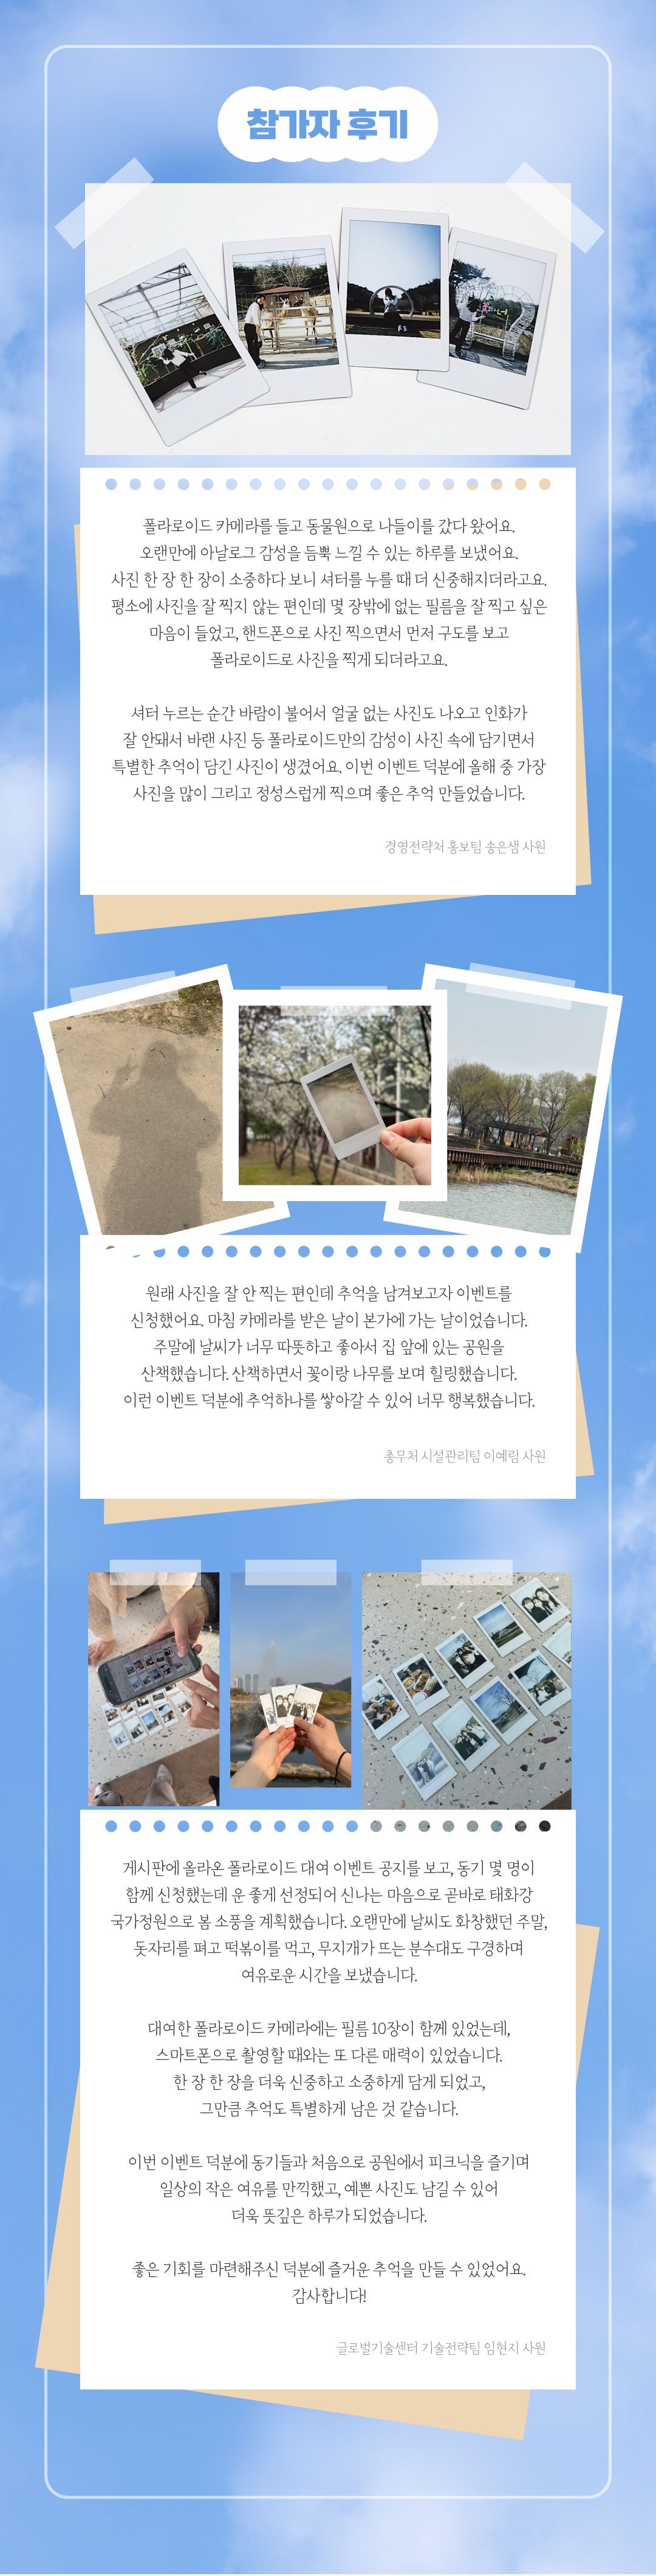 참가자 후기
폴라로이드 카메라를 들고 동물원으로 나들이를 갔다 왔어요.
오랜만에 아날로그 감성을 듬뿍 느낄 수 있는 하루를 보냈어요.
사진 한 장 한 장이 소중하다 보니 셔터를 누를 때 더 신중해지더라고요.
평소에 사진을 잘 찍지 않는 편인데 몇 장밖에 없는 필름을 잘 찍고 싶은
마음이 들었고, 핸드폰으로 사진 찍으면서 먼저 구도를 보고
폴라로이드로 사진을 찍게 되더라고요.
셔터 누르는 순간 바람이 불어서 얼굴 없는 사진도 나오고 인화가
잘 안돼서 바랜 사진 등 폴라로이드만의 감성이 사진 속에 담기면서
특별한 추억이 담긴 사진이 생겼어요. 이번 이벤트 덕분에 올해 중 가장
사진을 많이 그리고 정성스럽게 찍으며 좋은 추억 만들었습니다.
경영전략처 홍보팀 송은샘 사원
원래 사진을 잘 안 찍는 편인데 추억을 남겨보고자 이벤트를
신청했어요. 마침 카메라를 받은 날이 본가에 가는 날이었습니다.
주말에 날씨가 너무 따뜻하고 좋아서 집 앞에 있는 공원을
산책했습니다. 산책하면서 꽃이랑 나무를 보며 힐링했습니다.
이런 이벤트 덕분에 추억하나를 쌓아갈 수 있어 너무 행복했습니다.
총무처 시설관리팀 이예림 사원
게시판에 올라온 폴라로이드 대여 이벤트 공지를 보고, 동기 몇 명이
함께 신청했는데 운 좋게 선정되어 신나는 마음으로 곧바로 태화강
국가정원으로 봄 소풍을 계획했습니다. 오랜만에 날씨도 화창했던 주말,
돗자리를 펴고 떡볶이를 먹고, 무지개가 뜨는 분수대도 구경하며
여유로운 시간을 보냈습니다.
대여한 폴라로이드 카메라에는 필름 10장이 함께 있었는데,
스마트폰으로 촬영할 때와는 또 다른 매력이 있었습니다.
한 장 한 장을 더욱 신중하고 소중하게 담게 되었고,
그만큼 추억도 특별하게 남은 것 같습니다.
이번 이벤트 덕분에 동기들과 처음으로 공원에서 피크닉을 즐기며
일상의 작은 여유를 만끽했고, 예쁜 사진도 남길 수 있어
더욱 뜻깊은 하루가 되었습니다.
좋은 기회를 마련해주신 덕분에 즐거운 추억을 만들 수 있었어요.
감사합니다!
글로벌기술센터 기술전략팀 임현지 사원